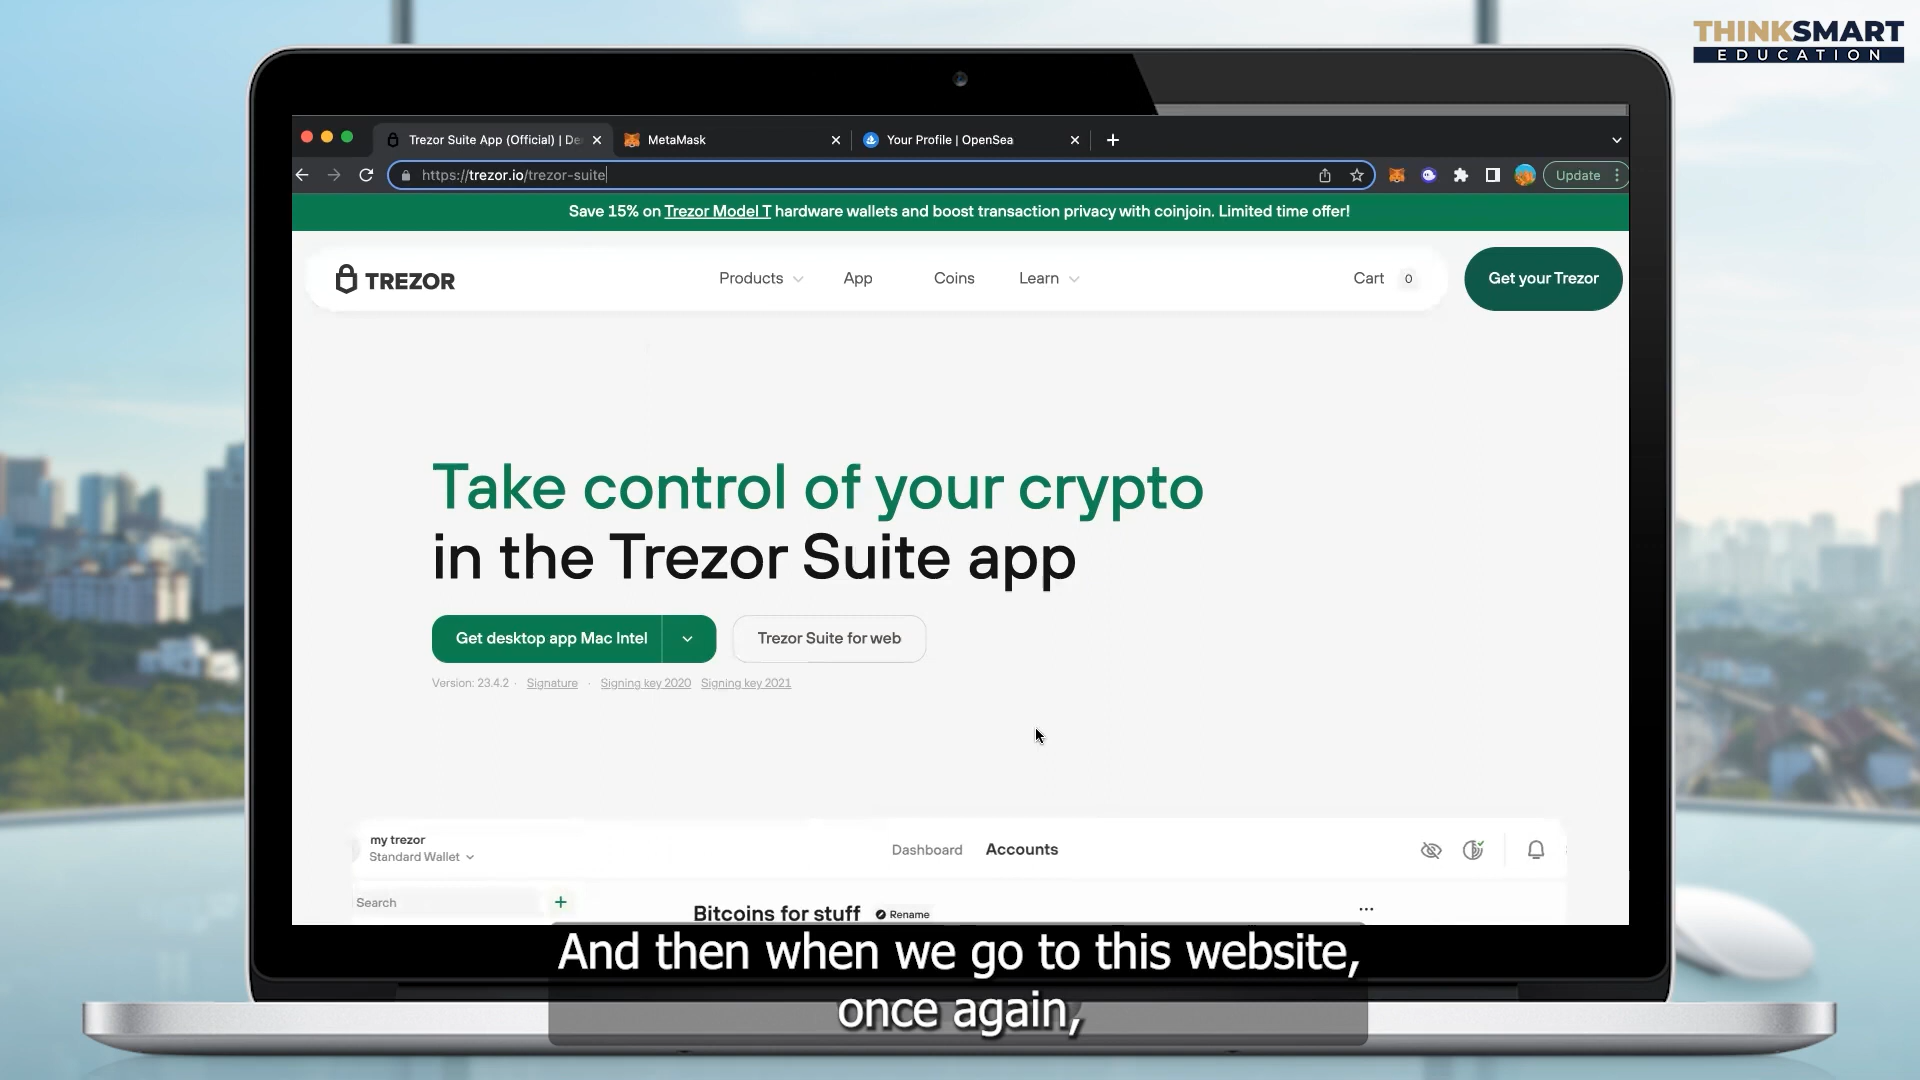 THINKSMART
EDUCATION
Trezor Suite App (Official) | De
MetaMask
Your Profile | OpenSea
https://trezor.io/trezor-suite
Update
Save 15% on Trezor Model T hardware wallets and boost transaction privacy with coinjoin. Limited time offer!
TREZOR
Products
App
Coins
Learn
Cart
0
Get your Trezor
Take control of your crypto
in the Trezor Suite app
Get desktop app Mac Intel
Trezor Suite for web
Version: 23.4.2 · Signature · Signing key 2020 Signing key 2021
my trezor
Standard Wallet
Dashboard
Accounts
Search
Bitcoins for stuff
Rename
And then when we go to this website,
once again,